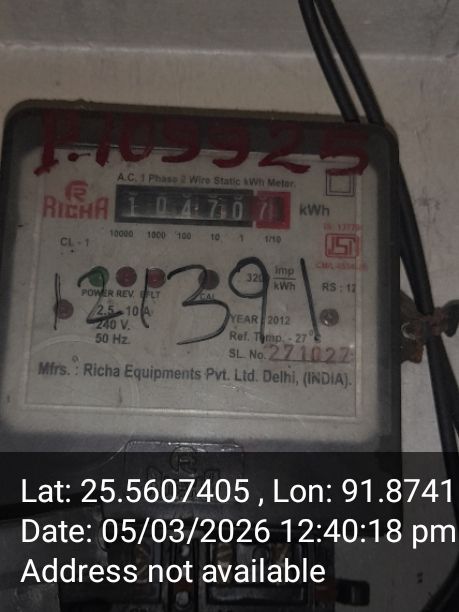 P.109925
A.C. 1 Phase 2 Wire Static kWh Meter.
RICHA
1 0 4 7 0 7 kWh
10000 1000 100 10 1 1/10
CL - 1
ISI
320 Imp/kWh
RS : 12
POWER REV. E/FLT CAL
121391
2.5 - 10 A
240 V.
50 Hz.
YEAR : 2012
Ref. Temp. - 27°C
SL. No. 271027
Mfrs. : Richa Equipments Pvt. Ltd. Delhi, (INDIA).
Lat: 25.5607405 , Lon: 91.8741
Date: 05/03/2026 12:40:18 pm
Address not available